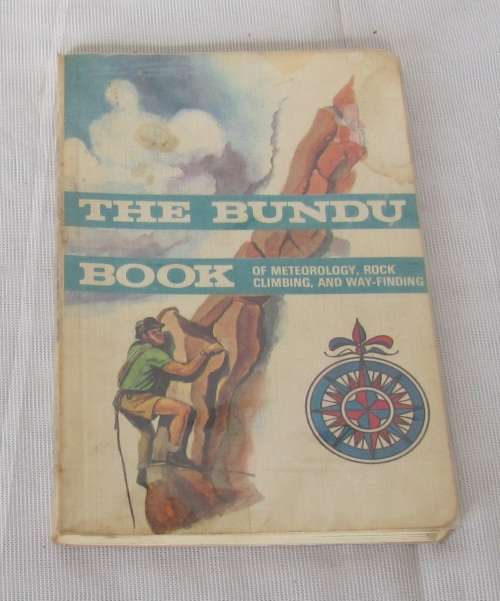 THE BUNDU
BOOK
OF METEOROLOGY, ROCK
CLIMBING, AND WAY-FINDING